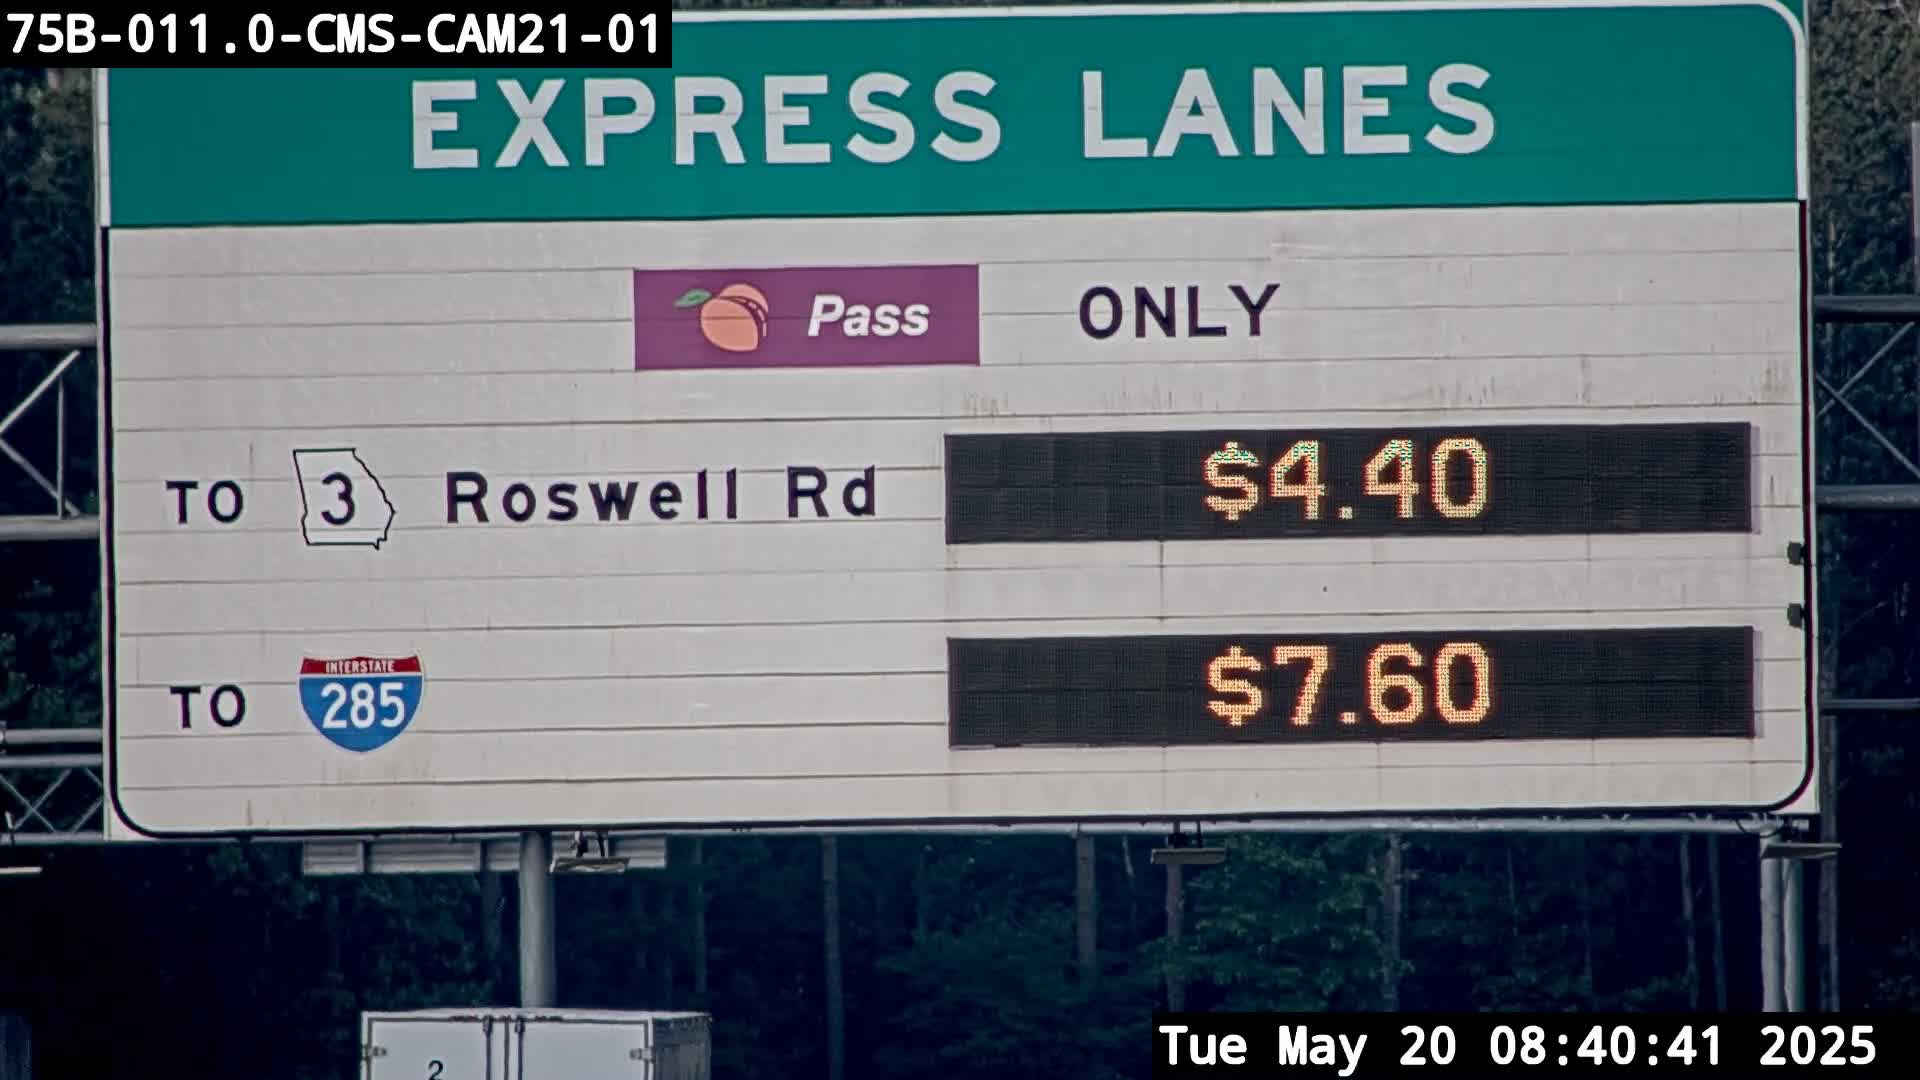 75B-011.0-CMS-CAM21-01
EXPRESS LANES
Pass ONLY
TO 3 Roswell Rd $4.40
TO INTERSTATE 285 $7.60
2
Tue May 20 08:40:41 2025